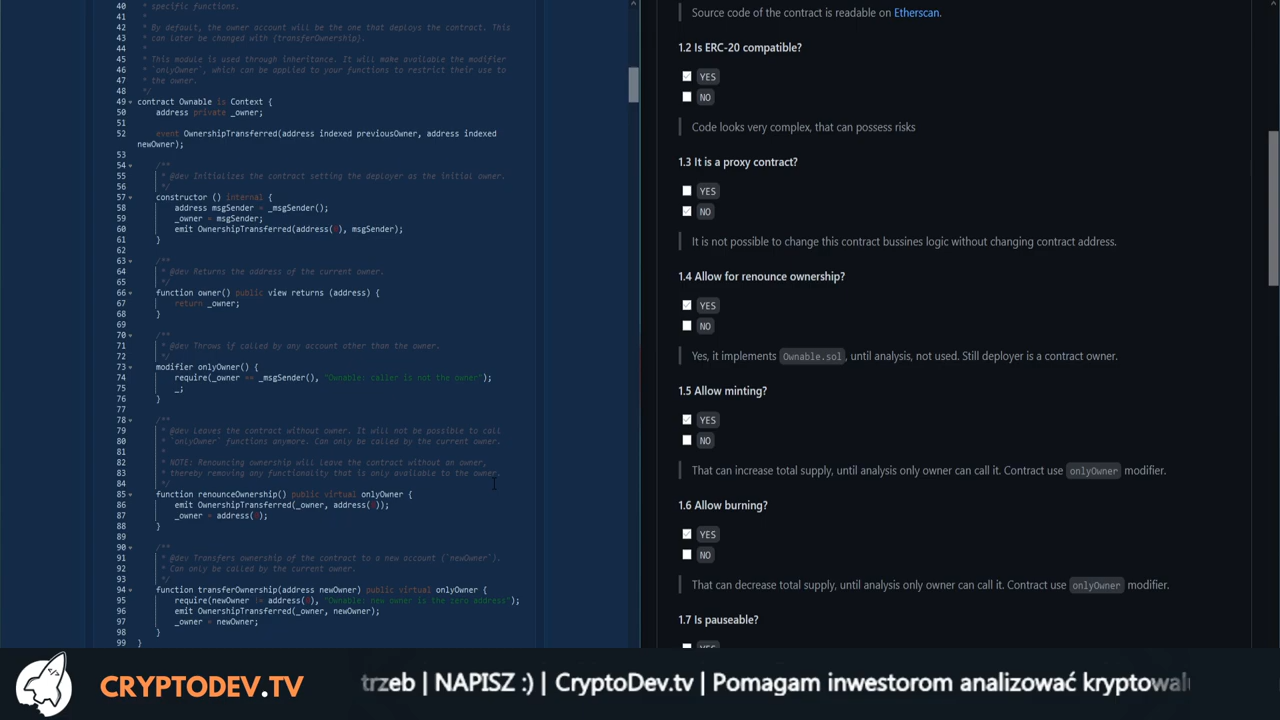 40 * specific functions.
41 *
42 * By default, the owner account will be the one that deploys the contract. This
43 * can later be changed with {transferOwnership}.
44 *
45 * This module is used through inheritance. It will make available the modifier
46 * `onlyOwner`, which can be applied to your functions to restrict their use to
47 * the owner.
48 */
49 contract Ownable is Context {
50 address private _owner;
51
52 event OwnershipTransferred(address indexed previousOwner, address indexed
newOwner);
53
54 /**
55 * @dev Initializes the contract setting the deployer as the initial owner.
56 */
57 constructor () internal {
58 address msgSender = _msgSender();
59 _owner = msgSender;
60 emit OwnershipTransferred(address(0), msgSender);
61 }
62
63 /**
64 * @dev Returns the address of the current owner.
65 */
66 function owner() public view returns (address) {
67 return _owner;
68 }
69
70 /**
71 * @dev Throws if called by any account other than the owner.
72 */
73 modifier onlyOwner() {
74 require(_owner == _msgSender(), "Ownable: caller is not the owner");
75 _;
76 }
77
78 /**
79 * @dev Leaves the contract without owner. It will not be possible to call
80 * `onlyOwner` functions anymore. Can only be called by the current owner.
81 *
82 * NOTE: Renouncing ownership will leave the contract without an owner,
83 * thereby removing any functionality that is only available to the owner.
84 */
85 function renounceOwnership() public virtual onlyOwner {
86 emit OwnershipTransferred(_owner, address(0));
87 _owner = address(0);
88 }
89
90 /**
91 * @dev Transfers ownership of the contract to a new account (`newOwner`).
92 * Can only be called by the current owner.
93 */
94 function transferOwnership(address newOwner) public virtual onlyOwner {
95 require(newOwner != address(0), "Ownable: new owner is the zero address");
96 emit OwnershipTransferred(_owner, newOwner);
97 _owner = newOwner;
98 }
99 }
Source code of the contract is readable on Etherscan.
1.2 Is ERC-20 compatible?
YES
NO
Code looks very complex, that can possess risks
1.3 It is a proxy contract?
YES
NO
It is not possible to change this contract bussines logic without changing contract address.
1.4 Allow for renounce ownership?
YES
NO
Yes, it implements Ownable.sol, until analysis, not used. Still deployer is a contract owner.
1.5 Allow minting?
YES
NO
That can increase total supply, until analysis only owner can call it. Contract use onlyOwner modifier.
1.6 Allow burning?
YES
NO
That can decrease total supply, until analysis only owner can call it. Contract use onlyOwner modifier.
1.7 Is pauseable?
YES
CRYPTODEV.TV
trzeb | NAPISZ :) | CryptoDev.tv | Pomagam inwestorom analizować kryptowal